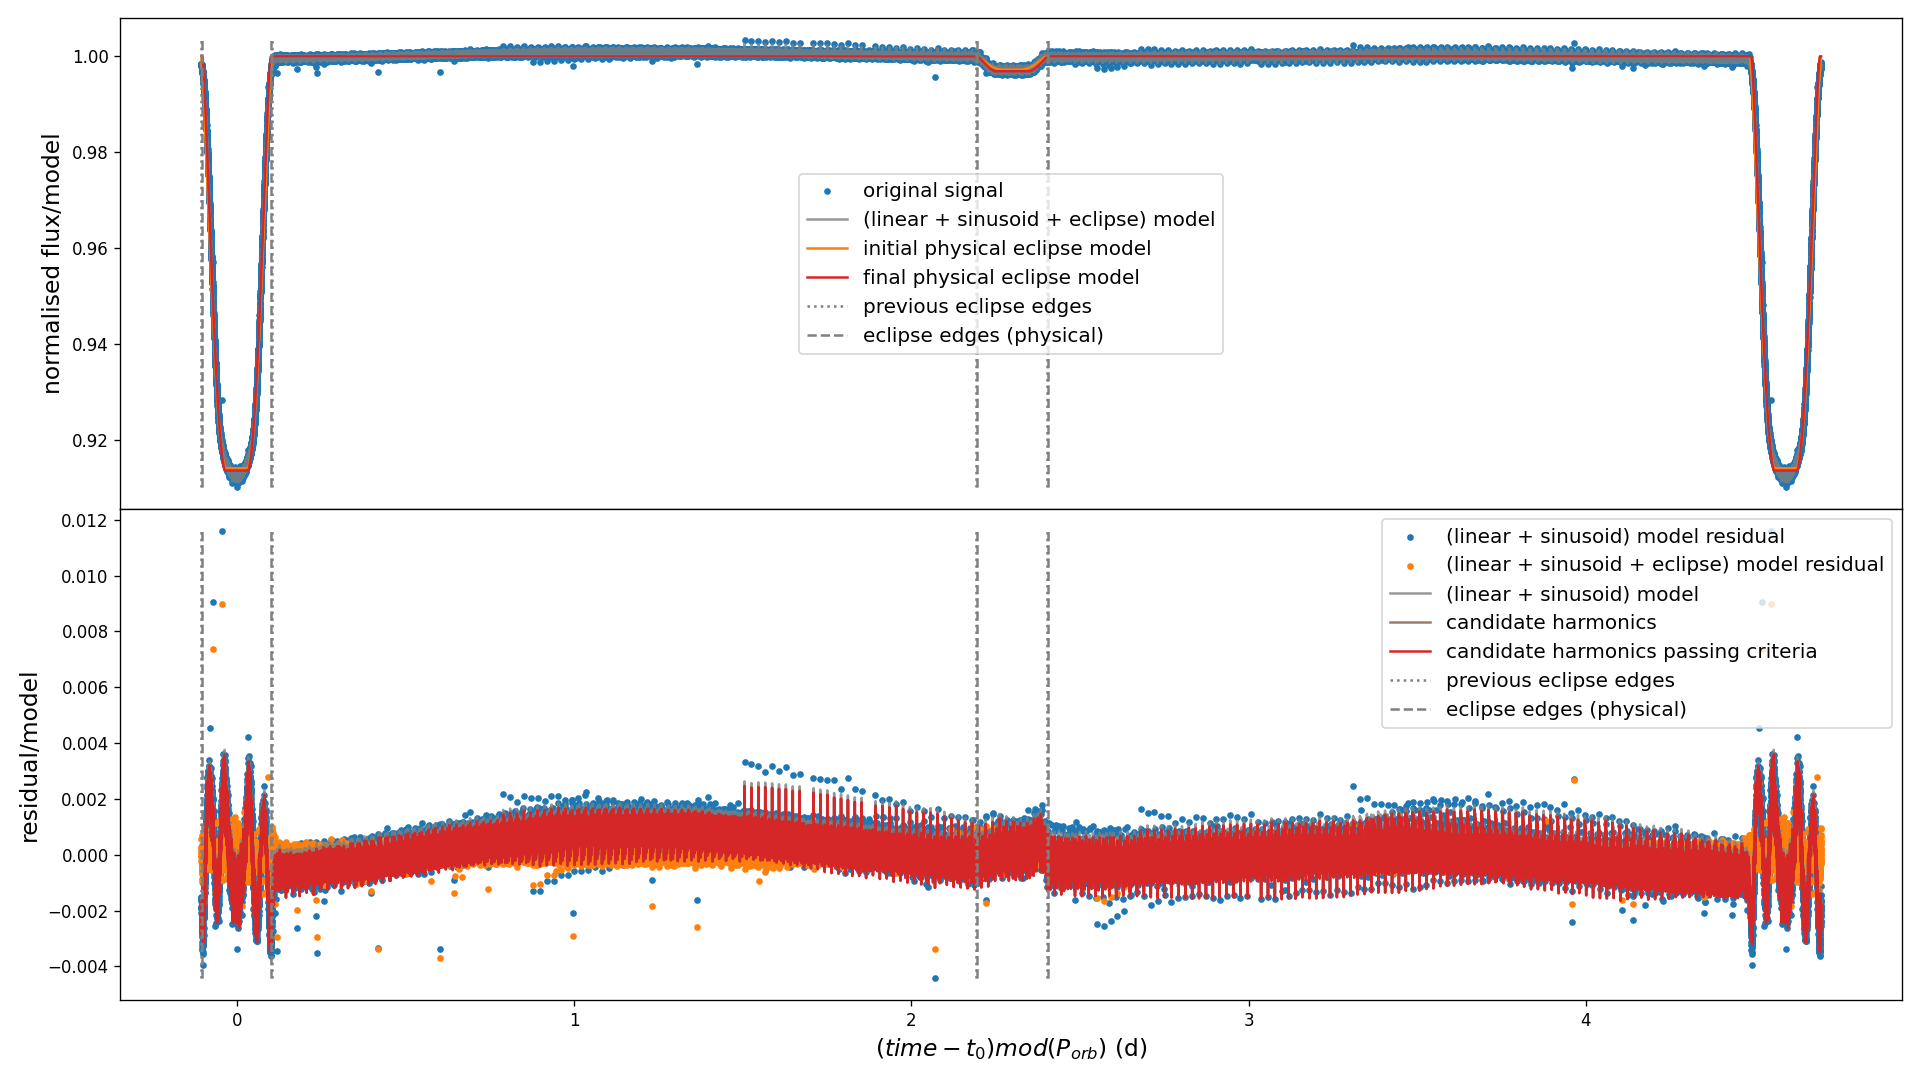 1.00
0.98
0.96
0.94
0.92
normalised flux/model
original signal
(linear + sinusoid + eclipse) model
initial physical eclipse model
final physical eclipse model
previous eclipse edges
eclipse edges (physical)
0.012
0.010
0.008
0.006
0.004
0.002
0.000
−0.002
−0.004
residual/model
(linear + sinusoid) model residual
(linear + sinusoid + eclipse) model residual
(linear + sinusoid) model
candidate harmonics
candidate harmonics passing criteria
previous eclipse edges
eclipse edges (physical)
0 1 2 3 4
(time − t₀)mod(Pₒᵣb) (d)